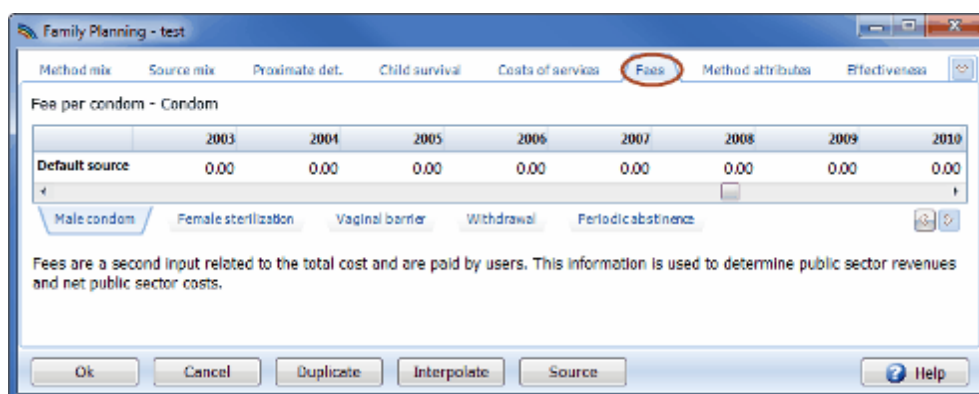 Family Planning - test
Method mix Source mix Proximate det. Child survival Costs of services Fees Method attributes Effectiveness
Fee per condom - Condom
2003 2004 2005 2006 2007 2008 2009 2010
Default source 0.00 0.00 0.00 0.00 0.00 0.00 0.00 0.00
Male condom Female sterilization Vaginal barrier Withdrawal Periodic abstinence
Fees are a second input related to the total cost and are paid by users. This information is used to determine public sector revenues
and net public sector costs.
Ok Cancel Duplicate Interpolate Source Help